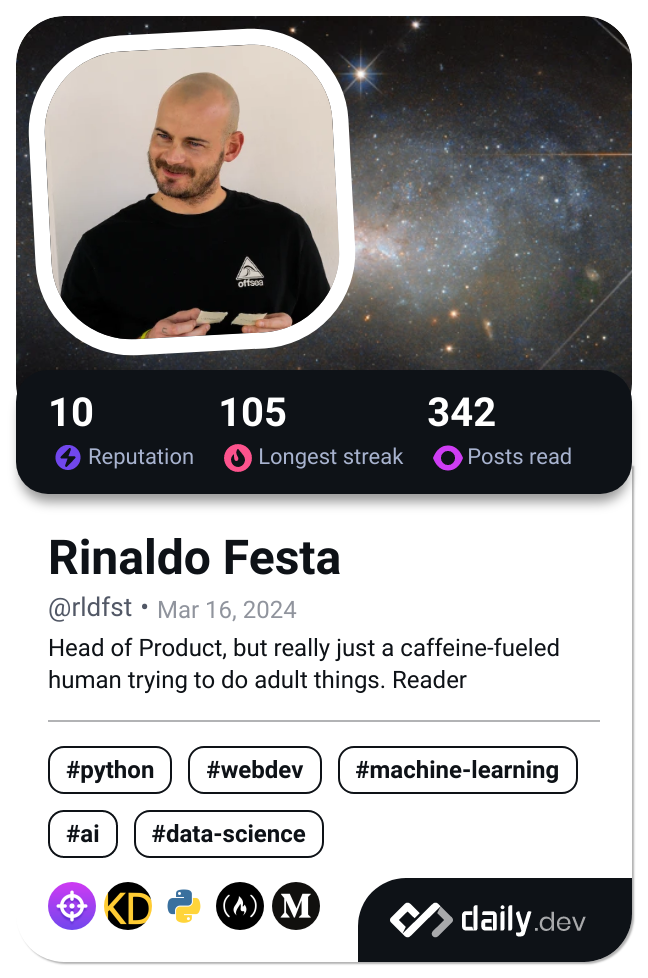 offsea
10
105
342
Reputation
Longest streak
Posts read
Rinaldo Festa
@rldfst • Mar 16, 2024
Head of Product, but really just a caffeine-fueled
human trying to do adult things. Reader
#python
#webdev
#machine-learning
#ai
#data-science
KD
M
daily.dev